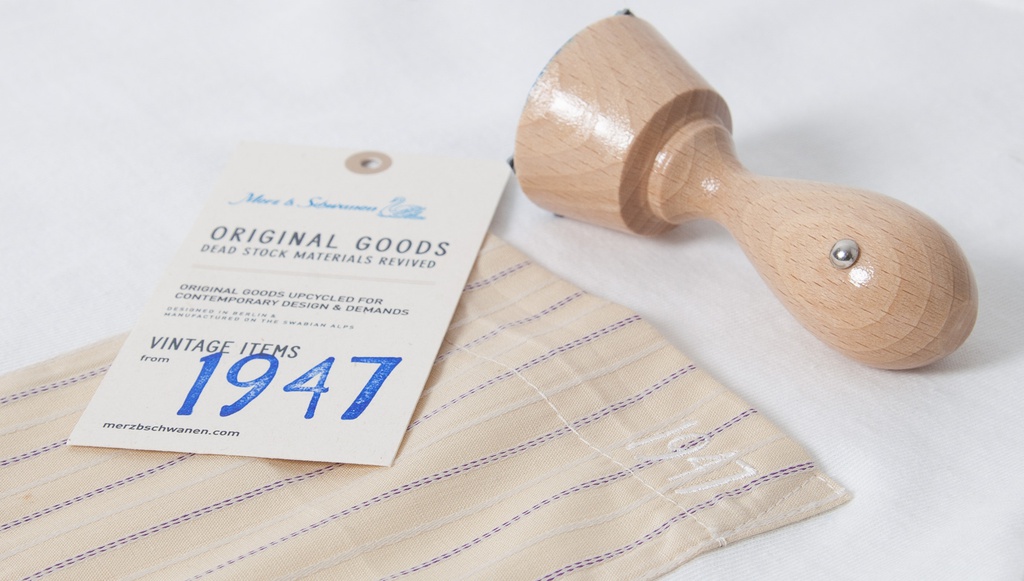 Merz b. Schwanen
ORIGINAL GOODS
DEAD STOCK MATERIALS REVIVED
ORIGINAL GOODS UPCYCLED FOR
CONTEMPORARY DESIGN & DEMANDS
DESIGNED IN BERLIN &
MANUFACTURED ON THE SWABIAN ALPS
VINTAGE ITEMS
from 1947
merzbschwanen.com